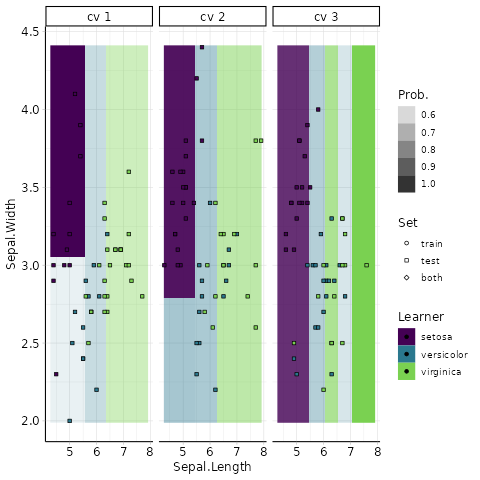 cv 1 cv 2 cv 3
4.5
4.0
3.5
3.0
2.5
2.0
Sepal.Width
5 6 7 8 5 6 7 8 5 6 7 8
Sepal.Length
Prob.
0.6
0.7
0.8
0.9
1.0
Set
train
test
both
Learner
setosa
versicolor
virginica